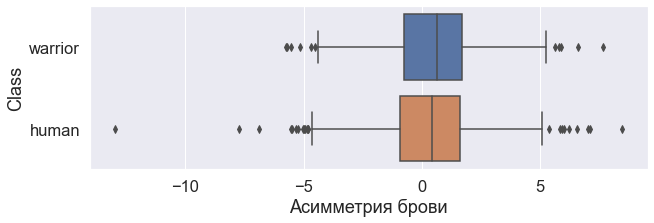 Class
warrior
human
−10
−5
0
5
Асимметрия брови